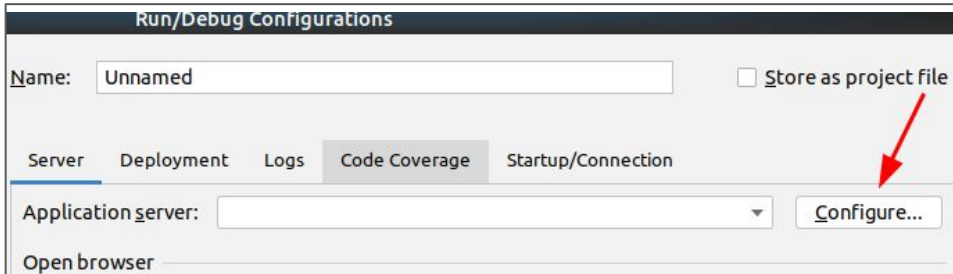 Run/Debug Configurations
Name: Unnamed Store as project file
Server Deployment Logs Code Coverage Startup/Connection
Application server: Configure...
Open browser